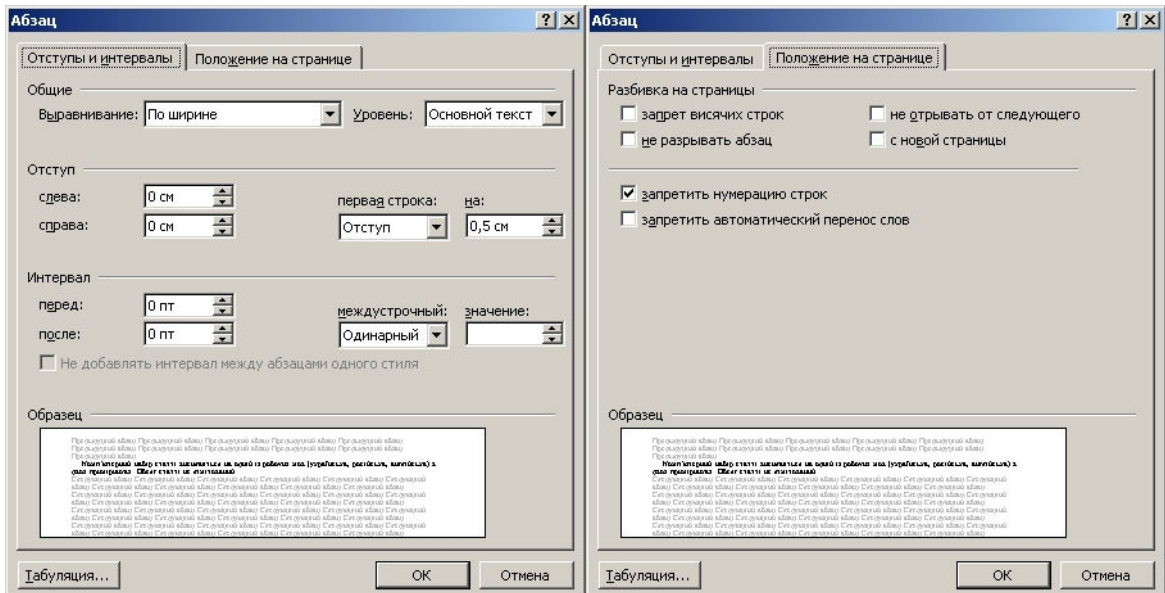 Абзац
Отступы и интервалы
Положение на странице
Общие
Выравнивание: По ширине Уровень: Основной текст
Отступ
слева: 0 см первая строка: на:
справа: 0 см Отступ 0,5 см
Интервал
перед: 0 пт междустрочный: значение:
после: 0 пт Одинарный
Не добавлять интервал между абзацами одного стиля
Образец
Табуляция... ОК Отмена
Абзац
Отступы и интервалы
Положение на странице
Разбивка на страницы
запрет висячих строк не отрывать от следующего
не разрывать абзац с новой страницы
запретить нумерацию строк
запретить автоматический перенос слов
Образец
Табуляция... ОК Отмена